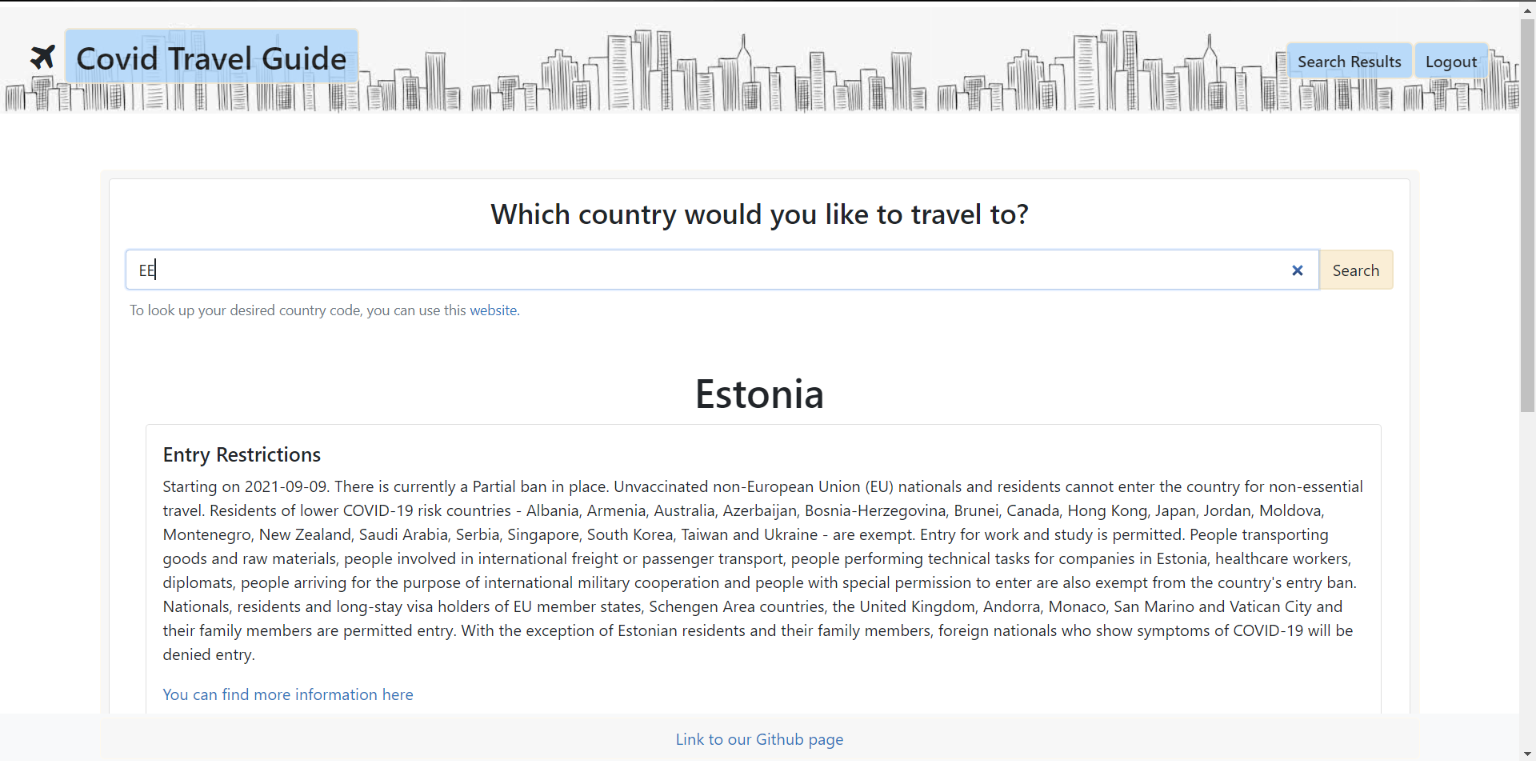 Covid Travel Guide
Search Results
Logout
Which country would you like to travel to?
EE
Search
To look up your desired country code, you can use this website.
Estonia
Entry Restrictions
Starting on 2021-09-09. There is currently a Partial ban in place. Unvaccinated non-European Union (EU) nationals and residents cannot enter the country for non-essential
travel. Residents of lower COVID-19 risk countries - Albania, Armenia, Australia, Azerbaijan, Bosnia-Herzegovina, Brunei, Canada, Hong Kong, Japan, Jordan, Moldova,
Montenegro, New Zealand, Saudi Arabia, Serbia, Singapore, South Korea, Taiwan and Ukraine - are exempt. Entry for work and study is permitted. People transporting
goods and raw materials, people involved in international freight or passenger transport, people performing technical tasks for companies in Estonia, healthcare workers,
diplomats, people arriving for the purpose of international military cooperation and people with special permission to enter are also exempt from the country's entry ban.
Nationals, residents and long-stay visa holders of EU member states, Schengen Area countries, the United Kingdom, Andorra, Monaco, San Marino and Vatican City and
their family members are permitted entry. With the exception of Estonian residents and their family members, foreign nationals who show symptoms of COVID-19 will be
denied entry.
You can find more information here
Link to our Github page